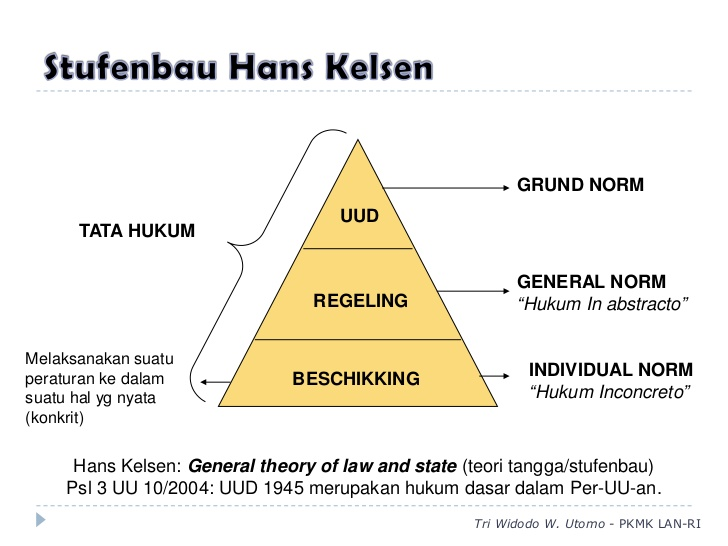 Stufenbau Hans Kelsen
GRUND NORM
UUD
TATA HUKUM
GENERAL NORM
“Hukum In abstracto”
REGELING
Melaksanakan suatu
peraturan ke dalam
suatu hal yg nyata
(konkrit)
BESCHIKKING
INDIVIDUAL NORM
“Hukum Inconcreto”
Hans Kelsen: General theory of law and state (teori tangga/stufenbau)
Psl 3 UU 10/2004: UUD 1945 merupakan hukum dasar dalam Per-UU-an.
Tri Widodo W. Utomo - PKMK LAN-RI